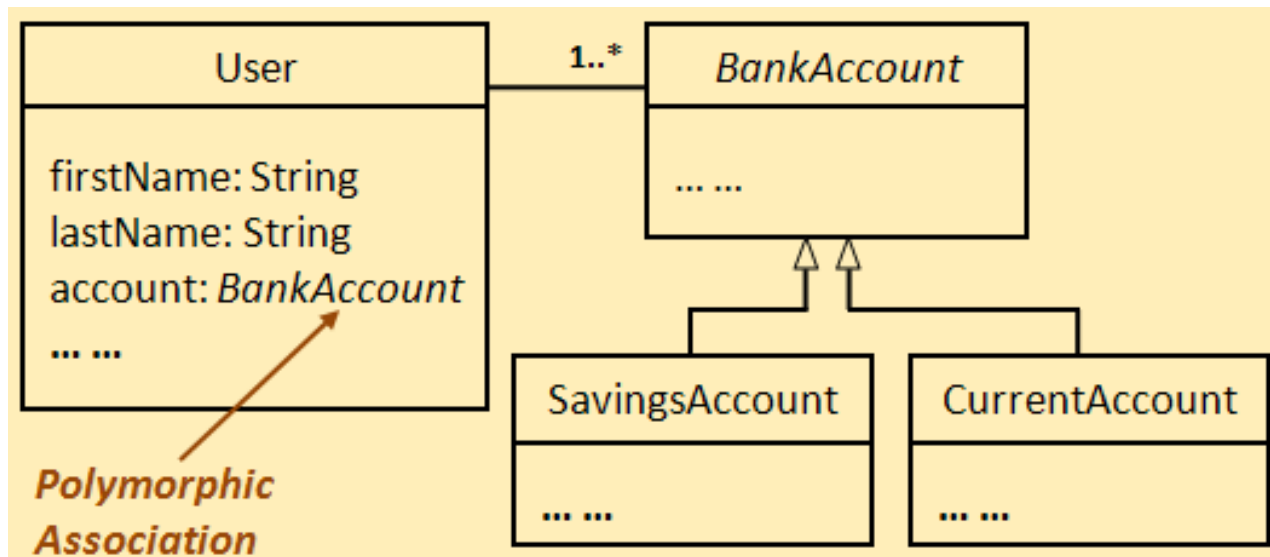 User
firstName: String
lastName: String
account: BankAccount
... ...
1..*
BankAccount
... ...
SavingsAccount
... ...
CurrentAccount
... ...
Polymorphic
Association